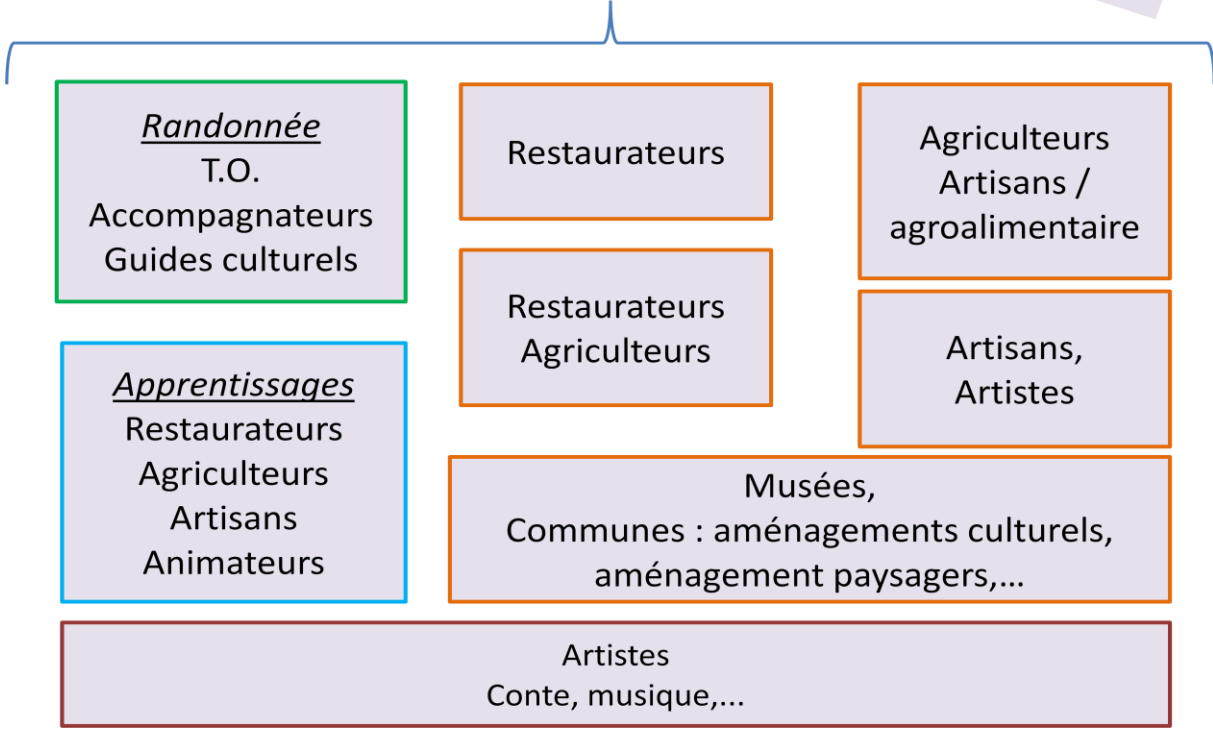 Randonnée
T.O.
Accompagnateurs
Guides culturels
Apprentissages
Restaurateurs
Agriculteurs
Artisans
Animateurs
Restaurateurs
Restaurateurs
Agriculteurs
Agriculteurs
Artisans /
agroalimentaire
Artisans,
Artistes
Musées,
Communes : aménagements culturels,
aménagement paysagers,...
Artistes
Conte, musique,...